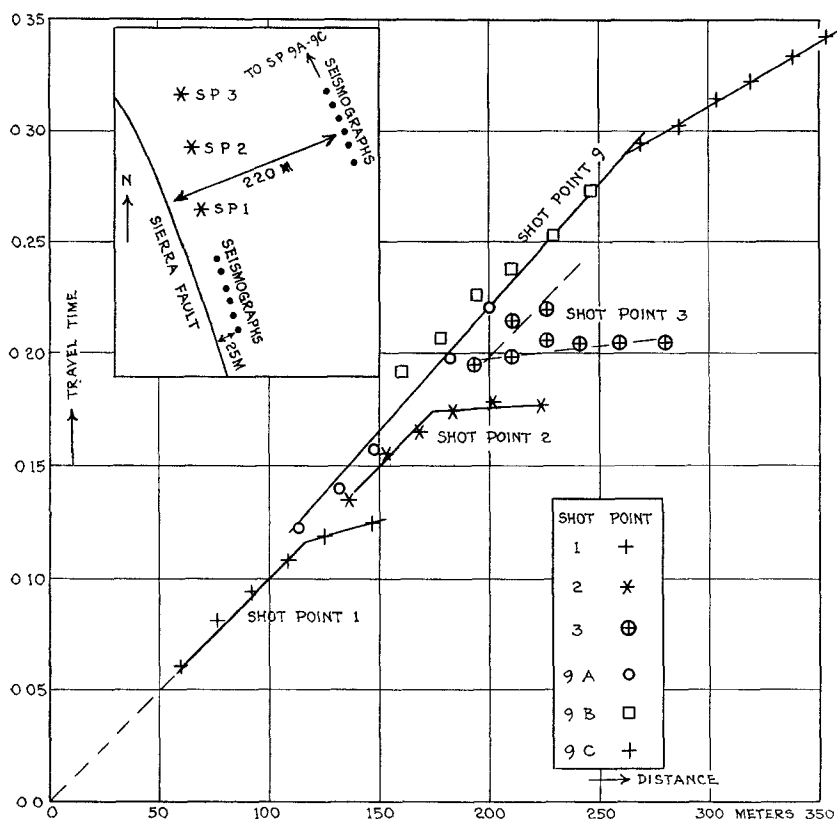 0.35
0.30
0.25
0.20
0.15
0.10
0.05
0.0
TRAVEL TIME
TO SP 9A-9C
SEISMOGRAPHS
SP 3
SP 2
220 M
N
SP 1
SEISMOGRAPHS
SIERRA FAULT
25M
SHOT POINT 9
SHOT POINT 3
SHOT POINT 2
SHOT POINT 1
SHOT POINT
1
2
3
9 A
9 B
9 C
DISTANCE
0
50
100
150
200
250
300 METERS 350